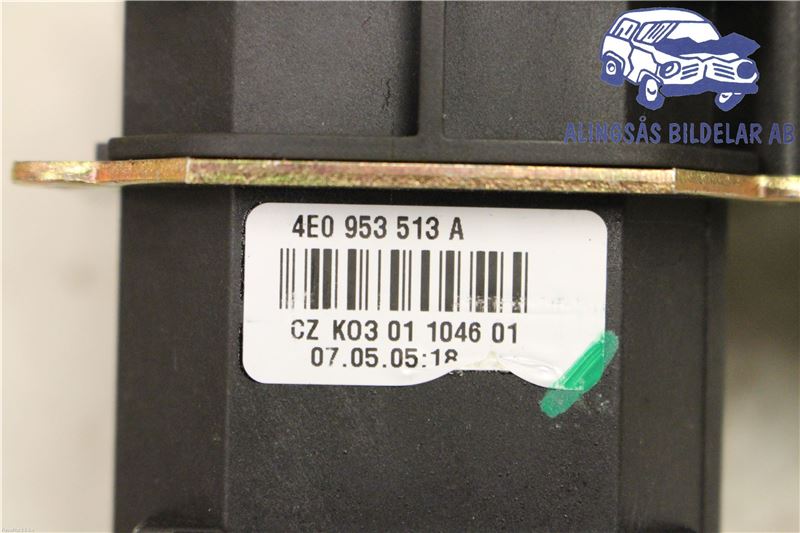 ALINGSÅS BILDELAR AB
4E0 953 513 A
CZ K03 01 1046 01
07.05.05:18